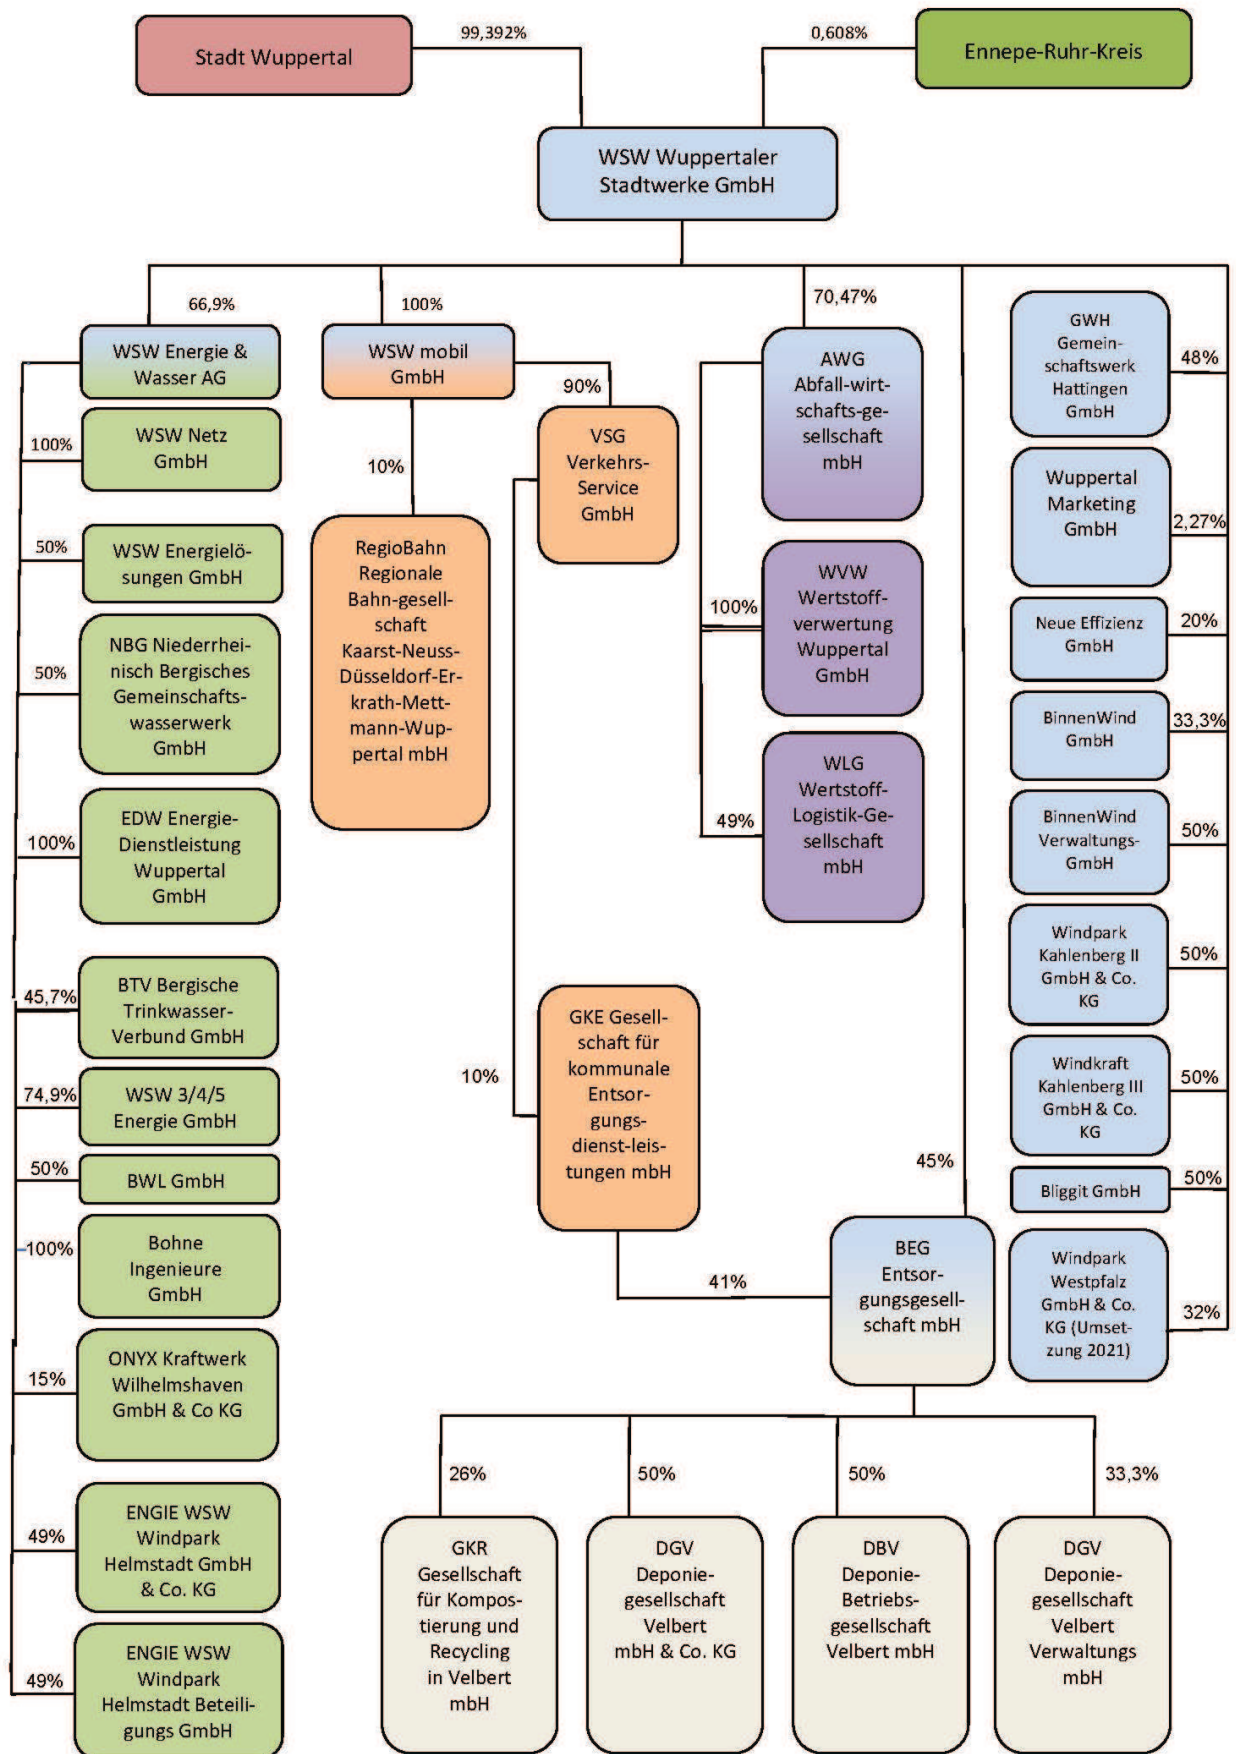 Stadt Wuppertal
99,392%
0,608%
Ennepe-Ruhr-Kreis
WSW Wuppertaler
Stadtwerke GmbH
66,9%
WSW Energie &
Wasser AG
100%
WSW Netz
GmbH
50%
WSW Energielö-
sungen GmbH
50%
NBG Niederrhei-
nisch Bergisches
Gemeinschafts-
wasserwerk
GmbH
100%
EDW Energie-
Dienstleistung
Wuppertal
GmbH
45,7%
BTV Bergische
Trinkwasser-
Verbund GmbH
74,9%
WSW 3/4/5
Energie GmbH
50%
BWL GmbH
100%
Bohne
Ingenieure
GmbH
15%
ONYX Kraftwerk
Wilhelmshaven
GmbH & Co KG
49%
ENGIE WSW
Windpark
Helmstadt GmbH
& Co. KG
49%
ENGIE WSW
Windpark
Helmstadt Beteili-
gungs GmbH
100%
WSW mobil
GmbH
10%
RegioBahn
Regionale
Bahn-gesell-
schaft
Kaarst-Neuss-
Düsseldorf-Er-
krath-Mett-
mann-Wup-
pertal mbH
90%
VSG
Verkehrs-
Service
GmbH
10%
GKE Gesell-
schaft für
kommunale
Entsor-
gungs-
dienst-leis-
tungen mbH
41%
70,47%
AWG
Abfall-wirt-
schafts-ge-
sellschaft
mbH
100%
WVW
Wertstoff-
verwertung
Wuppertal
GmbH
49%
WLG
Wertstoff-
Logistik-Ge-
sellschaft
mbH
45%
BEG
Entsor-
gungsgesell-
schaft mbH
GWH
Gemein-
schaftswerk
Hattingen
GmbH
48%
Wuppertal
Marketing
GmbH
2,27%
Neue Effizienz
GmbH
20%
BinnenWind
GmbH
33,3%
BinnenWind
Verwaltungs-
GmbH
50%
Windpark
Kahlenberg II
GmbH & Co.
KG
50%
Windkraft
Kahlenberg III
GmbH & Co.
KG
50%
Bliggit GmbH
50%
Windpark
Westpfalz
GmbH & Co.
KG (Umset-
zung 2021)
32%
26%
GKR
Gesellschaft
für Kompos-
tierung und
Recycling
in Velbert
mbH
50%
DGV
Deponie-
gesellschaft
Velbert
mbH & Co. KG
50%
DBV
Deponie-
Betriebs-
gesellschaft
Velbert mbH
33,3%
DGV
Deponie-
gesellschaft
Velbert
Verwaltungs
mbH